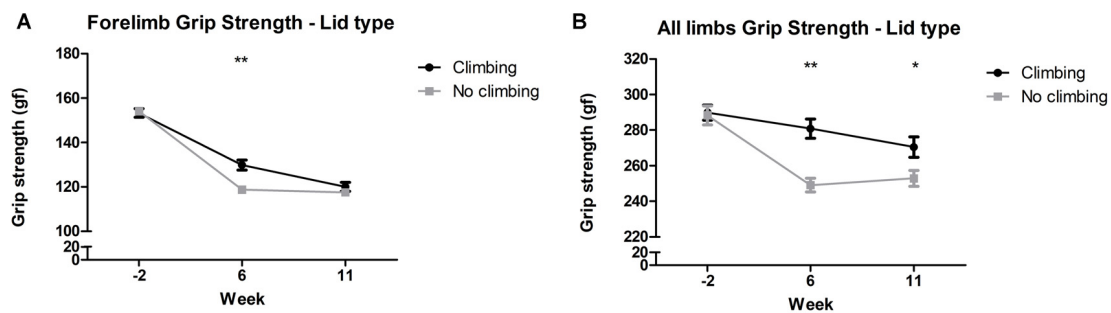 A
Forelimb Grip Strength - Lid type
Grip strength (gf)
180
160
140
120
100
20
0
**
-2
6
11
Week
Climbing
No climbing
B
All limbs Grip Strength - Lid type
Grip strength (gf)
320
300
280
260
240
220
20
0
**
*
-2
6
11
Week
Climbing
No climbing